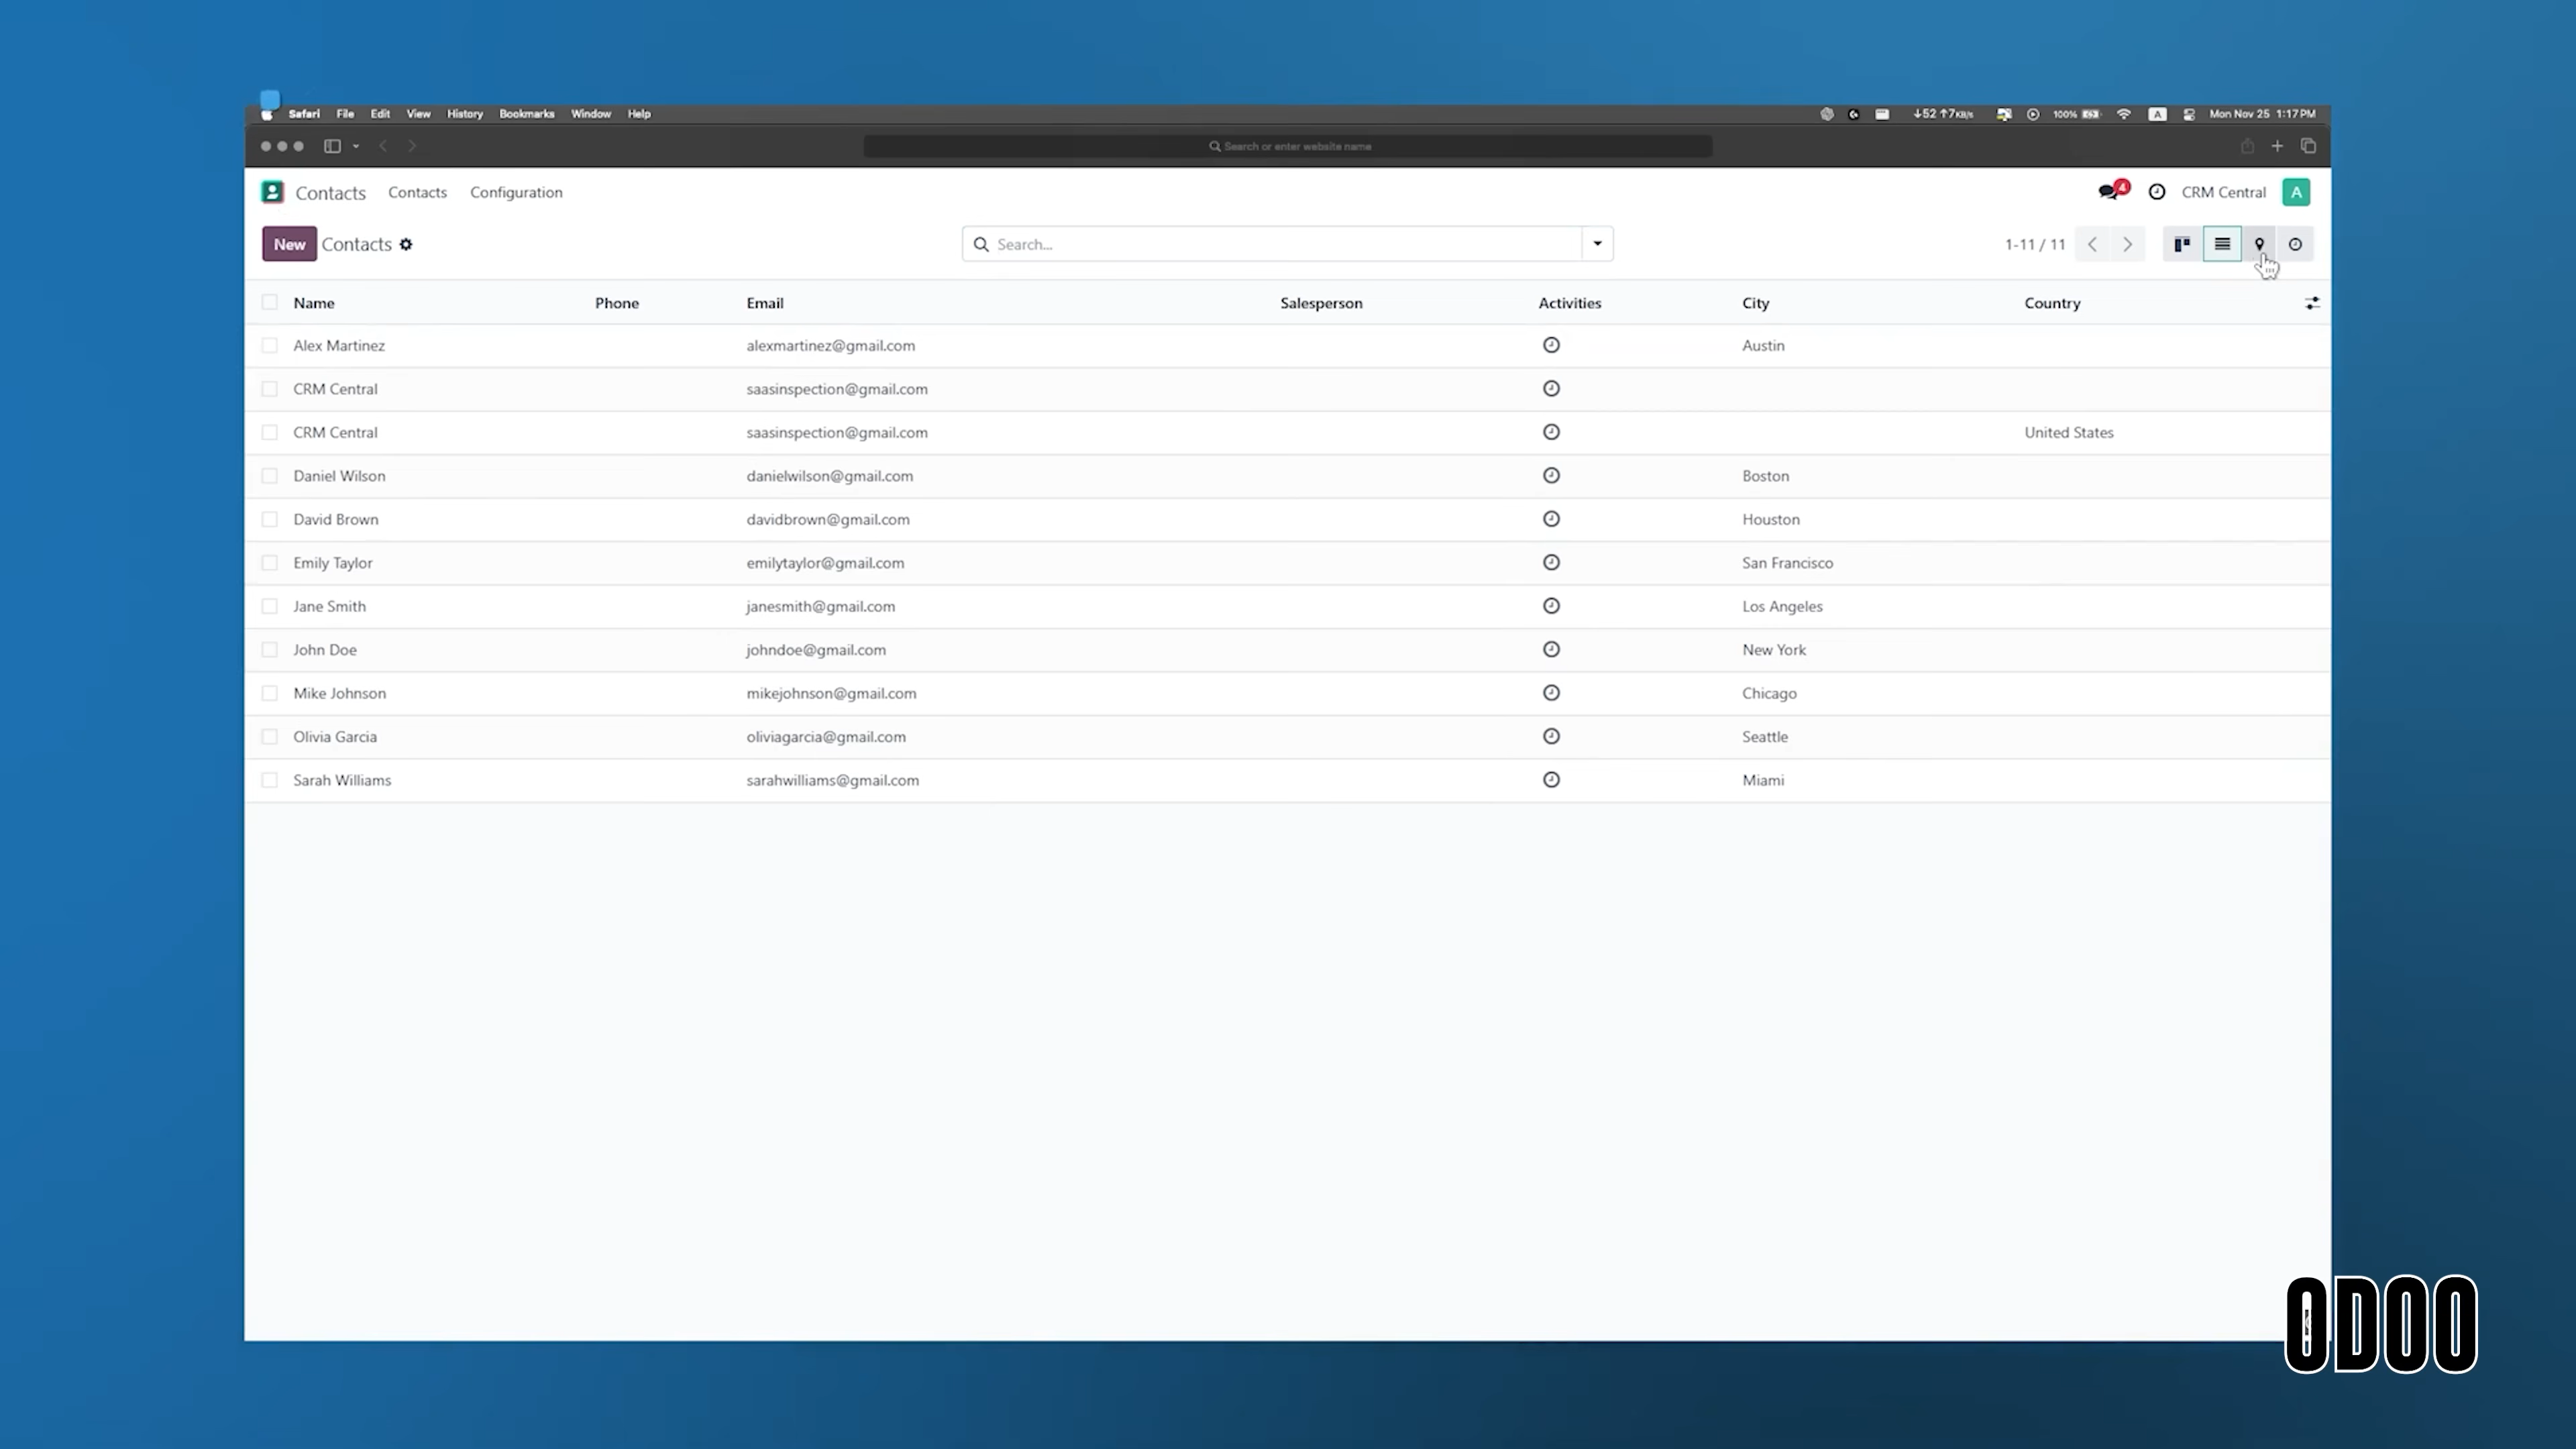 Safari File Edit View History Bookmarks Window Help ↓52 ↑7KB/s 100% A Mon Nov 25 1:17 PM
Search or enter website name
Contacts Contacts Configuration 4 CRM Central A
New Contacts Search... 1-11 / 11
Name Phone Email Salesperson Activities City Country
Alex Martinez alexmartinez@gmail.com Austin
CRM Central saasinspection@gmail.com
CRM Central saasinspection@gmail.com United States
Daniel Wilson danielwilson@gmail.com Boston
David Brown davidbrown@gmail.com Houston
Emily Taylor emilytaylor@gmail.com San Francisco
Jane Smith janesmith@gmail.com Los Angeles
John Doe johndoe@gmail.com New York
Mike Johnson mikejohnson@gmail.com Chicago
Olivia Garcia oliviagarcia@gmail.com Seattle
Sarah Williams sarahwilliams@gmail.com Miami
ODOO